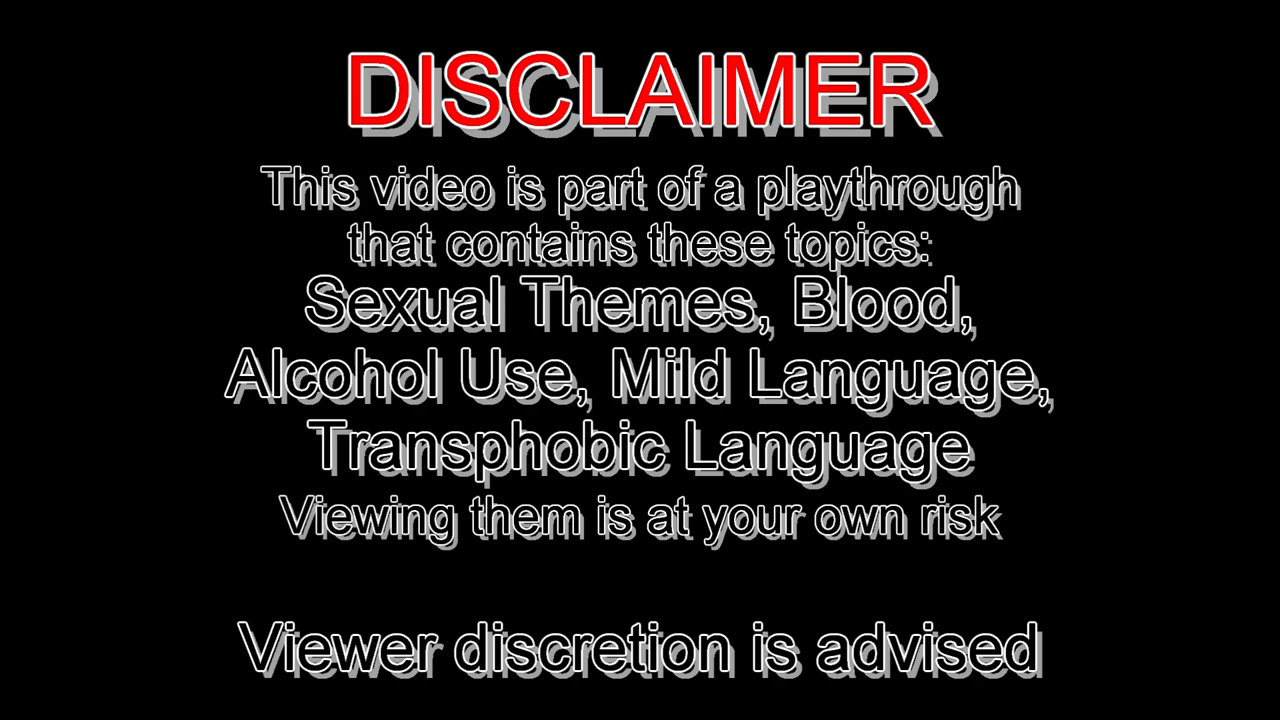 DISCLAIMER
This video is part of a playthrough
that contains these topics:
Sexual Themes, Blood,
Alcohol Use, Mild Language,
Transphobic Language
Viewing them is at your own risk
Viewer discretion is advised